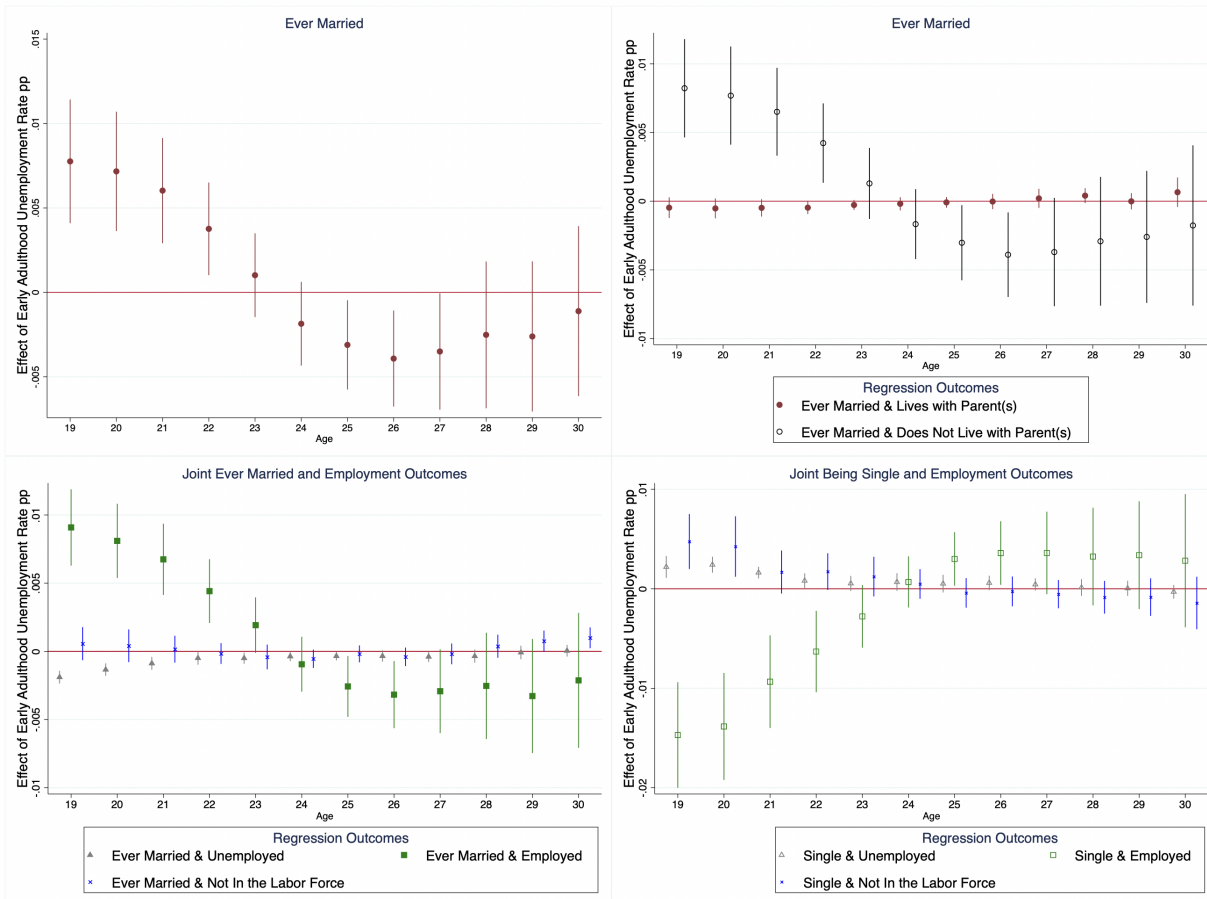 Ever Married
Effect of Early Adulthood Unemployment Rate pp
.015
.01
.005
0
-.005
19 20 21 22 23 24 25 26 27 28 29 30
Age
Ever Married
Effect of Early Adulthood Unemployment Rate pp
.01
.005
0
-.005
-.01
19 20 21 22 23 24 25 26 27 28 29 30
Age
Regression Outcomes
Ever Married & Lives with Parent(s)
Ever Married & Does Not Live with Parent(s)
Joint Ever Married and Employment Outcomes
Effect of Early Adulthood Unemployment Rate pp
.01
.005
0
-.005
-.01
19 20 21 22 23 24 25 26 27 28 29 30
Age
Regression Outcomes
Ever Married & Unemployed Ever Married & Employed
Ever Married & Not In the Labor Force
Joint Being Single and Employment Outcomes
Effect of Early Adulthood Unemployment Rate pp
.01
0
-.01
-.02
19 20 21 22 23 24 25 26 27 28 29 30
Age
Regression Outcomes
Single & Unemployed Single & Employed
Single & Not In the Labor Force